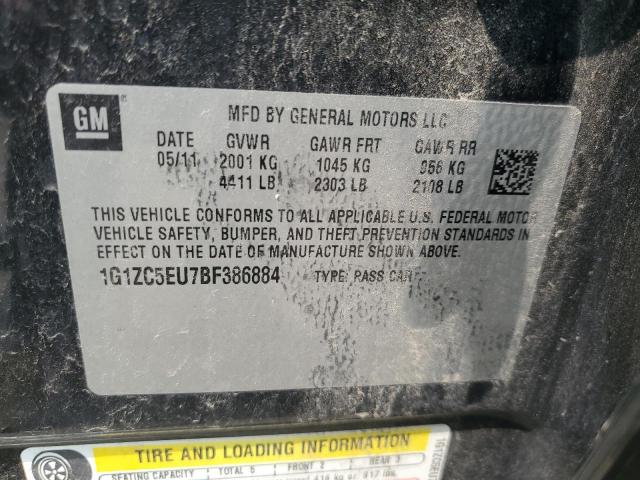 GM
MFD BY GENERAL MOTORS LLC
DATE GVWR GAWR FRT GAWR RR
05/11 2001 KG 1045 KG 956 KG
4411 LB 2303 LB 2108 LB
THIS VEHICLE CONFORMS TO ALL APPLICABLE U.S. FEDERAL MOTOR
VEHICLE SAFETY, BUMPER, AND THEFT PREVENTION STANDARDS IN
EFFECT ON THE DATE OF MANUFACTURE SHOWN ABOVE.
1G1ZC5EU7BF386884 TYPE: PASS CAR
TIRE AND LOADING INFORMATION
SEATING CAPACITY TOTAL 5 FRONT 2 REAR 3